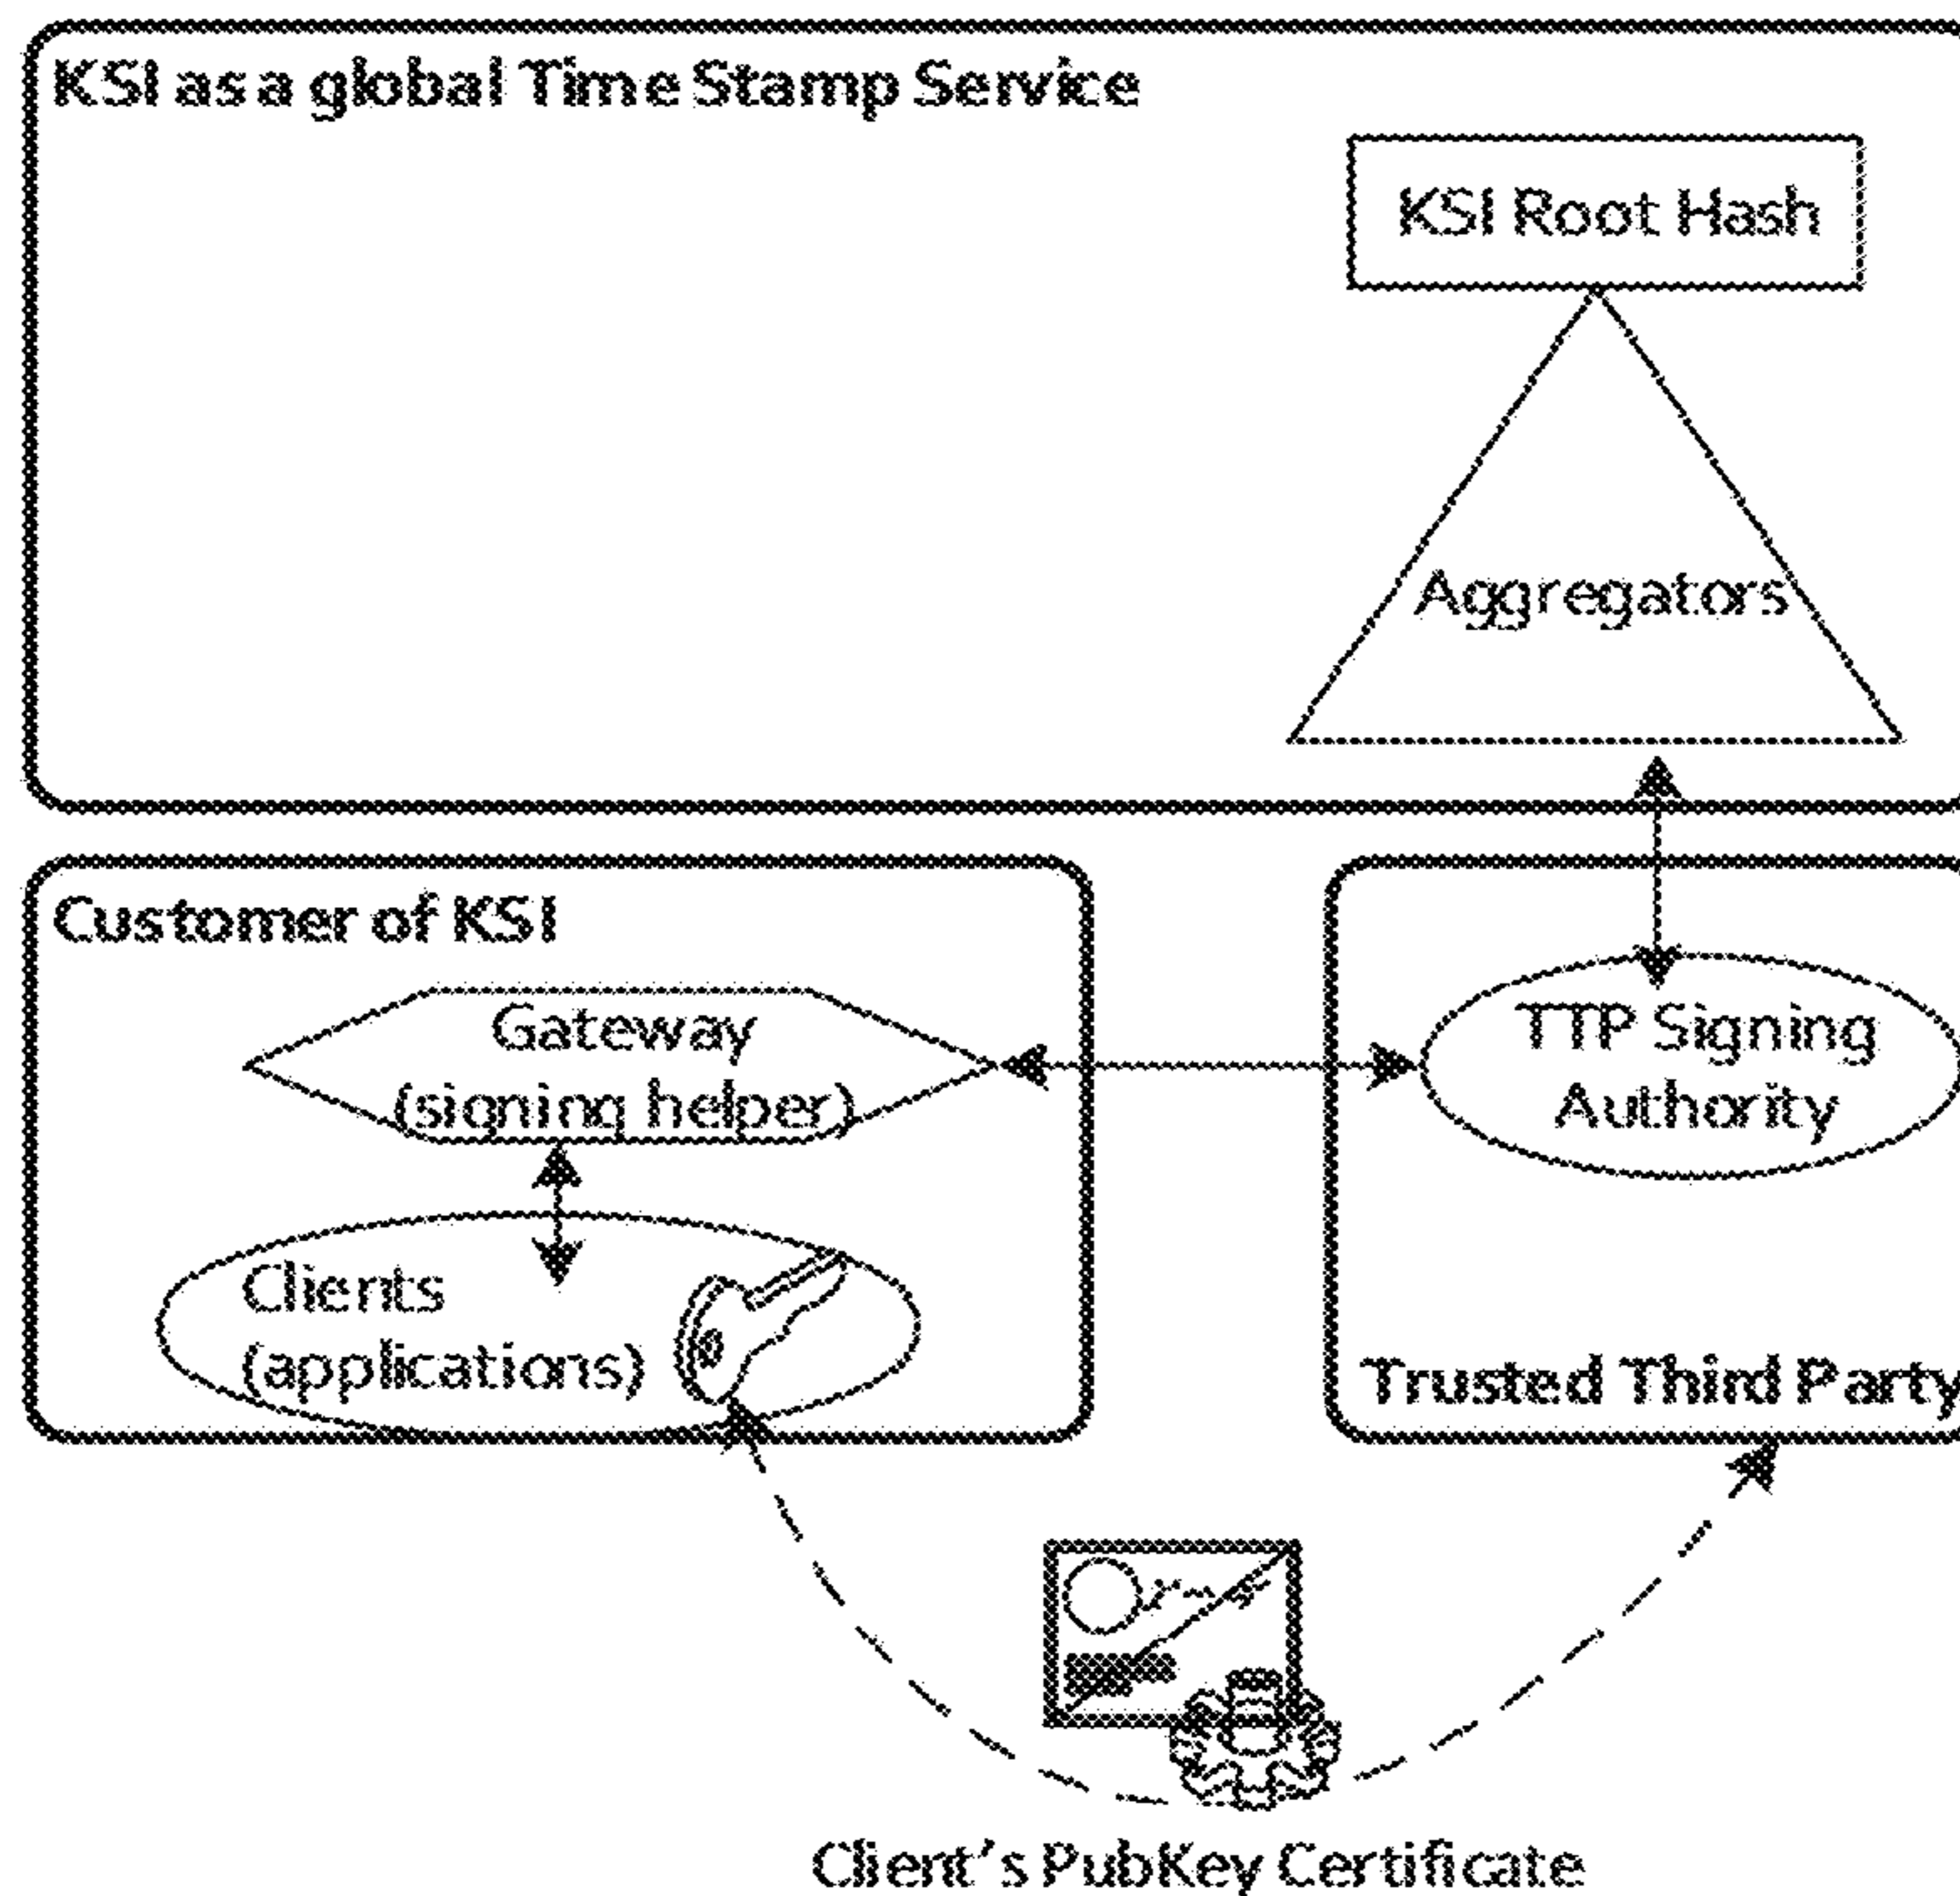 KSI as a global Time Stamp Service
KSI Root Hash
Aggregators
Customer of KSI
Gateway
(signing helper)
TTP Signing
Authority
Clients
(applications)
Trusted Third Party
Client's PubKey Certificate